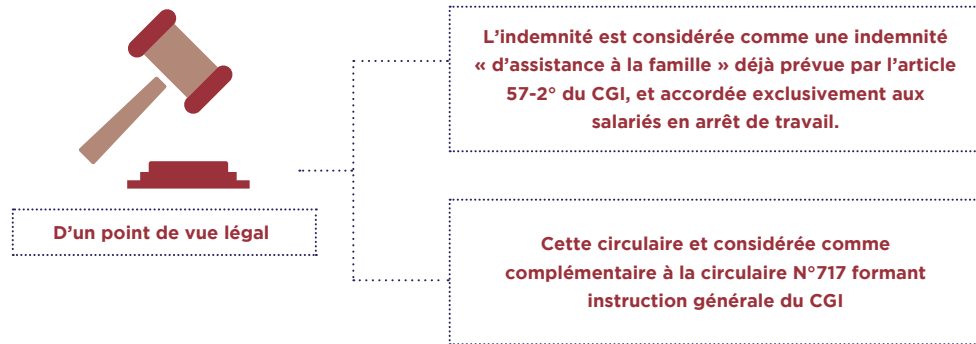 L'indemnité est considérée comme une indemnité
« d'assistance à la famille » déjà prévue par l'article
57-2° du CGI, et accordée exclusivement aux
salariés en arrêt de travail.
D'un point de vue légal
Cette circulaire et considérée comme
complémentaire à la circulaire N°717 formant
instruction générale du CGI